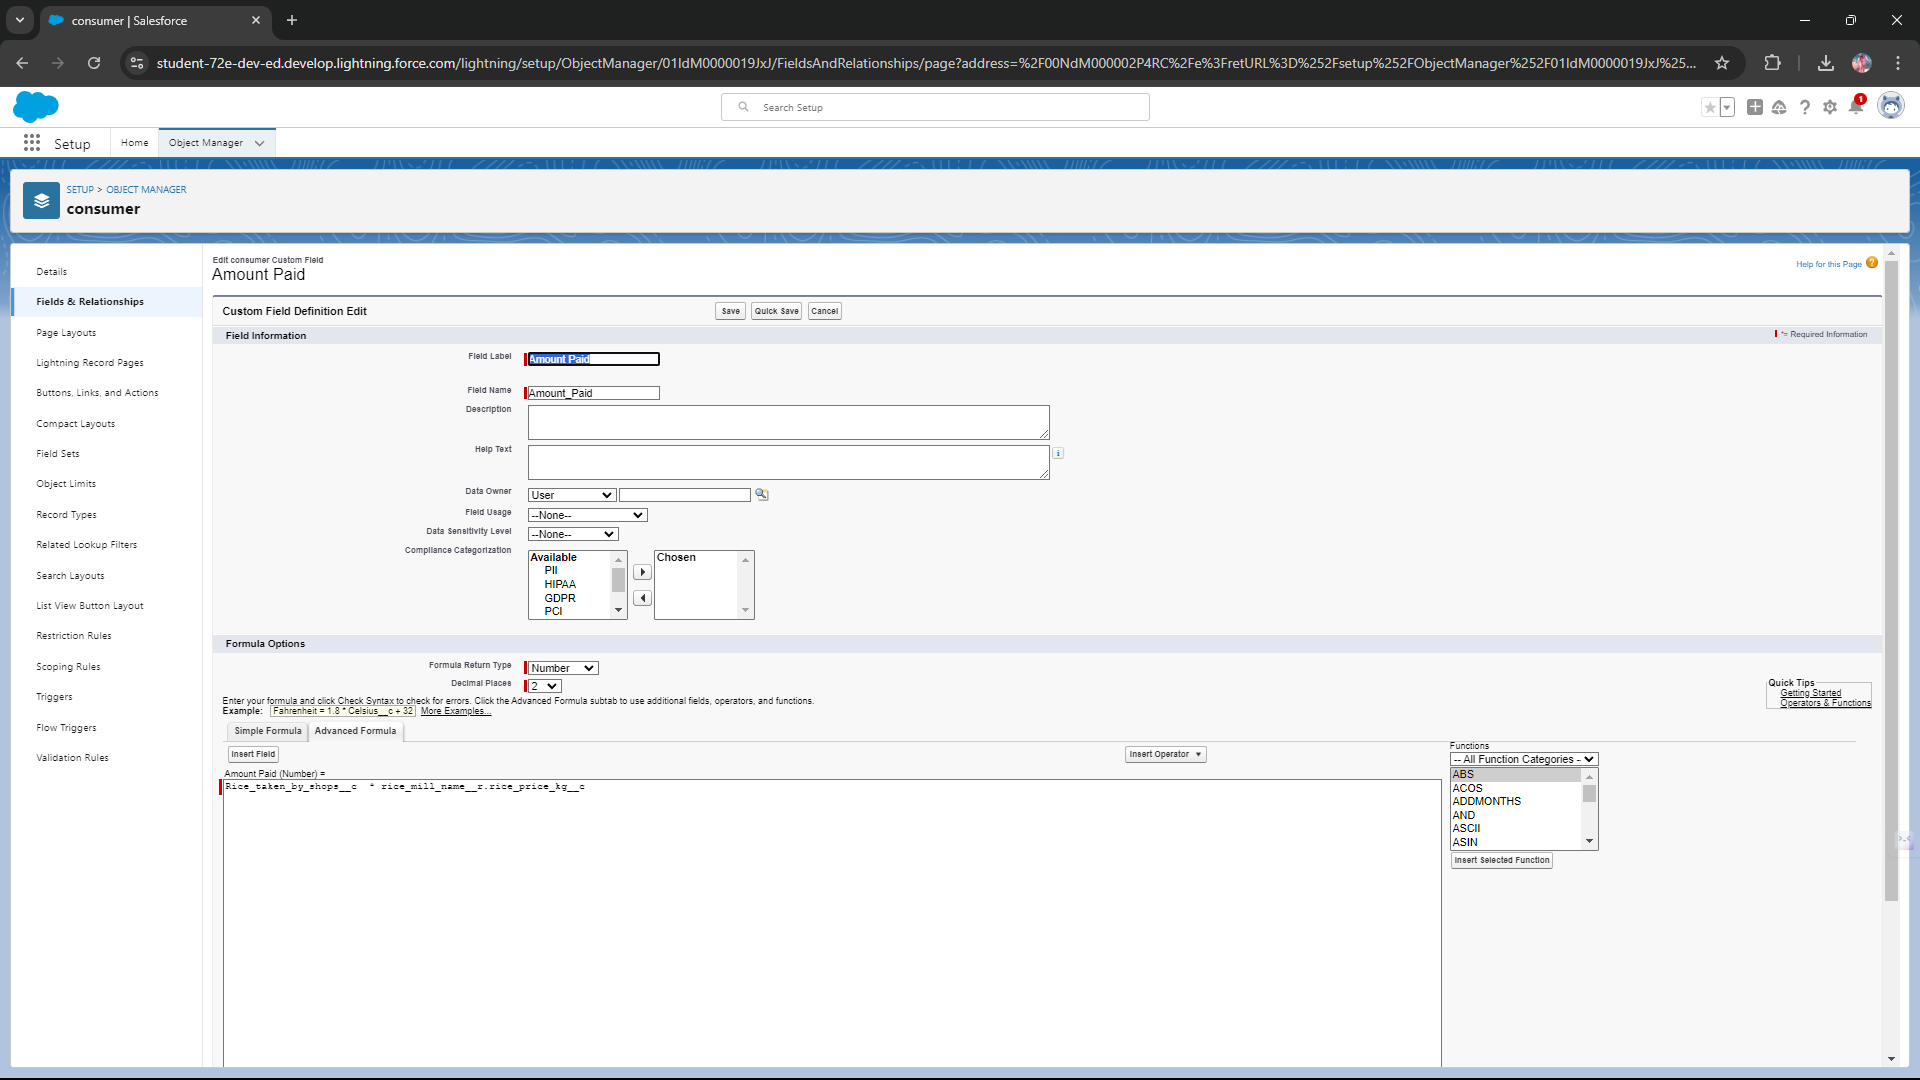 consumer | Salesforce
student-72e-dev-ed.develop.lightning.force.com/lightning/setup/ObjectManager/01IdM0000019JxJ/FieldsAndRelationships/page?address=%2F00NdM000002P4RC%2Fe%3FretURL%3D%252Fsetup%252FObjectManager%252F01IdM0000019JxJ%25...
Search Setup
1
Setup
Home
Object Manager
SETUP > OBJECT MANAGER
consumer
Details
Fields & Relationships
Page Layouts
Lightning Record Pages
Buttons, Links, and Actions
Compact Layouts
Field Sets
Object Limits
Record Types
Related Lookup Filters
Search Layouts
List View Button Layout
Restriction Rules
Scoping Rules
Triggers
Flow Triggers
Validation Rules
Edit consumer Custom Field
Amount Paid
Help for this Page ?
Custom Field Definition Edit
Save
Quick Save
Cancel
Field Information
*= Required Information
Field Label
Amount Paid
Field Name
Amount_Paid
Description
Help Text
i
Data Owner
User
Field Usage
--None--
Data Sensitivity Level
--None--
Compliance Categorization
Available
PII
HIPAA
GDPR
PCI
Chosen
Formula Options
Formula Return Type
Number
Decimal Places
2
Enter your formula and click Check Syntax to check for errors. Click the Advanced Formula subtab to use additional fields, operators, and functions.
Example: Fahrenheit = 1.8 * Celsius__c + 32 More Examples...
Quick Tips
Getting Started
Operators & Functions
Simple Formula
Advanced Formula
Insert Field
Insert Operator
Amount Paid (Number) =
Rice_taken_by_shops__c * rice_mill_name__r.rice_price_kg__c
Functions
-- All Function Categories -
ABS
ACOS
ADDMONTHS
AND
ASCII
ASIN
Insert Selected Function